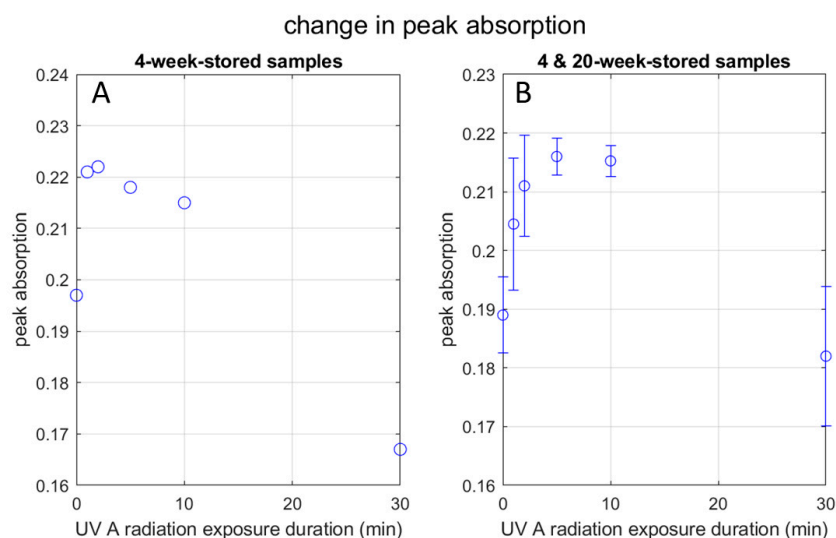 change in peak absorption
4-week-stored samples
A
0.24
0.23
0.22
0.21
0.2
0.19
0.18
0.17
0.16
peak absorption
0
10
20
30
UV A radiation exposure duration (min)
4 & 20-week-stored samples
B
0.23
0.22
0.21
0.2
0.19
0.18
0.17
0.16
peak absorption
0
10
20
30
UV A radiation exposure duration (min)